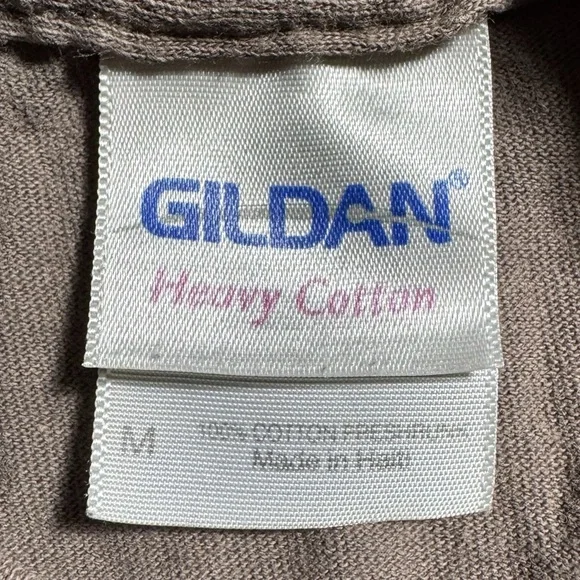 GILDAN®
Heavy Cotton
M 100% COTTON PRESHRUNK
Made in Haiti